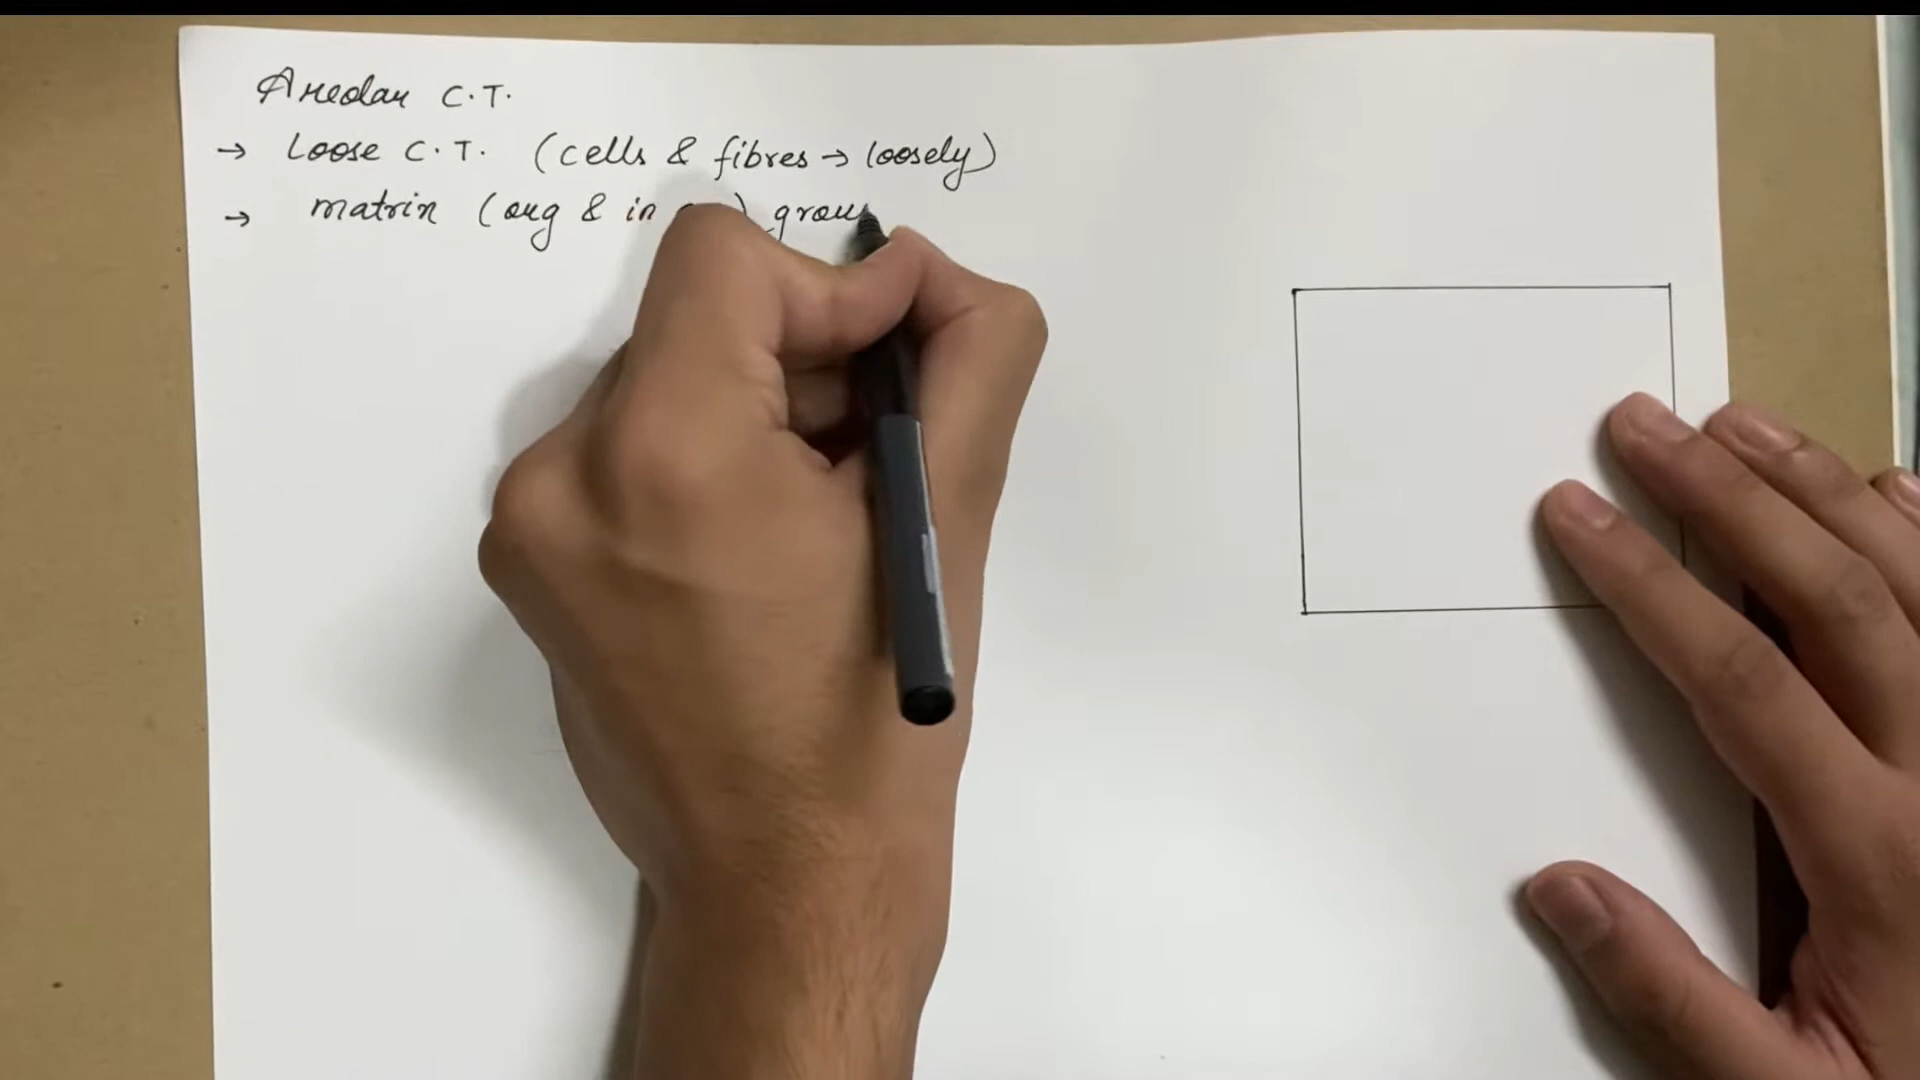 Areolar C.T.
→ Loose C.T. (cells & fibres → loosely)
→ matrix (org & in